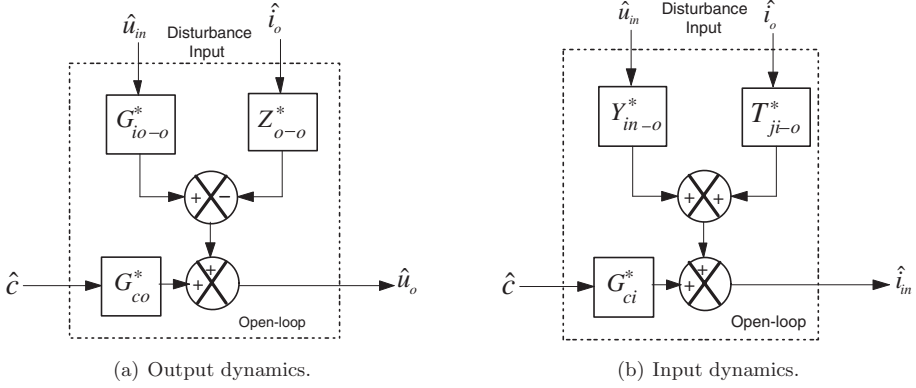 û_in
Disturbance
Input
î_o
G*_io-o
Z*_o-o
+
−
ĉ
G*_co
+
+
û_o
Open-loop
(a) Output dynamics.
û_in
Disturbance
Input
î_o
Y*_in-o
T*_ji-o
+
+
ĉ
G*_ci
+
+
î_in
Open-loop
(b) Input dynamics.